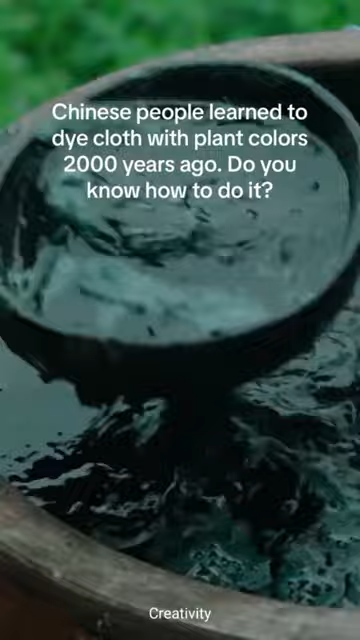 Chinese people learned to
dye cloth with plant colors
2000 years ago. Do you
know how to do it?
Creativity